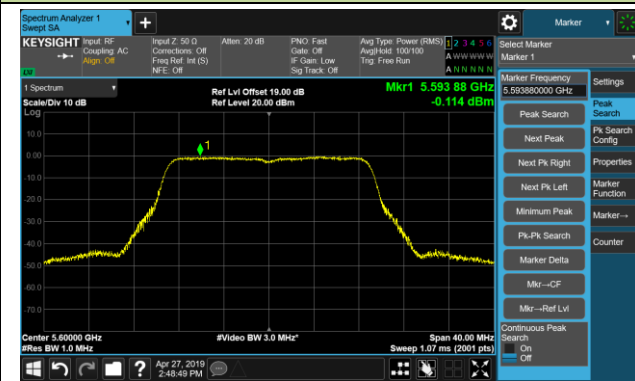 Spectrum Analyzer 1
Swept SA
+
KEYSIGHT
Input: RF
Coupling: AC
Align: Off
Input Z: 50 Ω
Corrections: Off
Freq Ref: Int (S)
NFE: Off
Atten: 20 dB
PNO: Fast
Gate: Off
IF Gain: Low
Sig Track: Off
Avg Type: Power (RMS)
Avg|Hold: 100/100
Trig: Free Run
1 2 3 4 5 6
A W W W W W
A N N N N N
1 Spectrum
Scale/Div 10 dB
Log
Ref Lvl Offset 19.00 dB
Ref Level 20.00 dBm
Mkr1 5.593 88 GHz
-0.114 dBm
10.0
0.00
-10.0
-20.0
-30.0
-40.0
-50.0
-60.0
-70.0
1
Center 5.60000 GHz
#Res BW 1.0 MHz
#Video BW 3.0 MHz*
Span 40.00 MHz
Sweep 1.07 ms (2001 pts)
Apr 27, 2019
2:48:49 PM
?
Marker
Select Marker
Marker 1
Marker Frequency
5.593880000 GHz
Peak Search
Next Peak
Next Pk Right
Next Pk Left
Minimum Peak
Pk-Pk Search
Marker Delta
Mkr→CF
Mkr→Ref Lvl
Continuous Peak
Search
On
Off
Settings
Peak
Search
Pk Search
Config
Properties
Marker
Function
Marker→
Counter